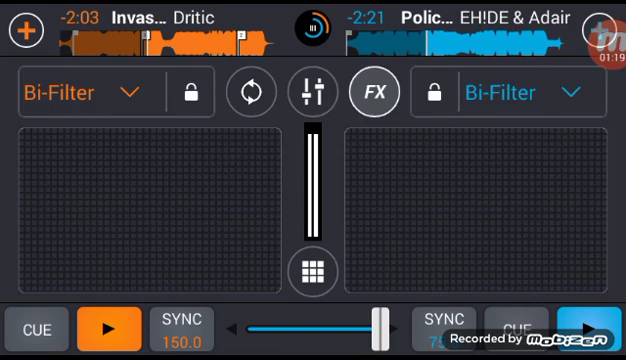 -2:03 Invas... Dritic
-2:21 Polic... EH!DE & Adair
01:19
Bi-Filter
FX
Bi-Filter
CUE
SYNC
150.0
SYNC
CUE
Recorded by mobizen